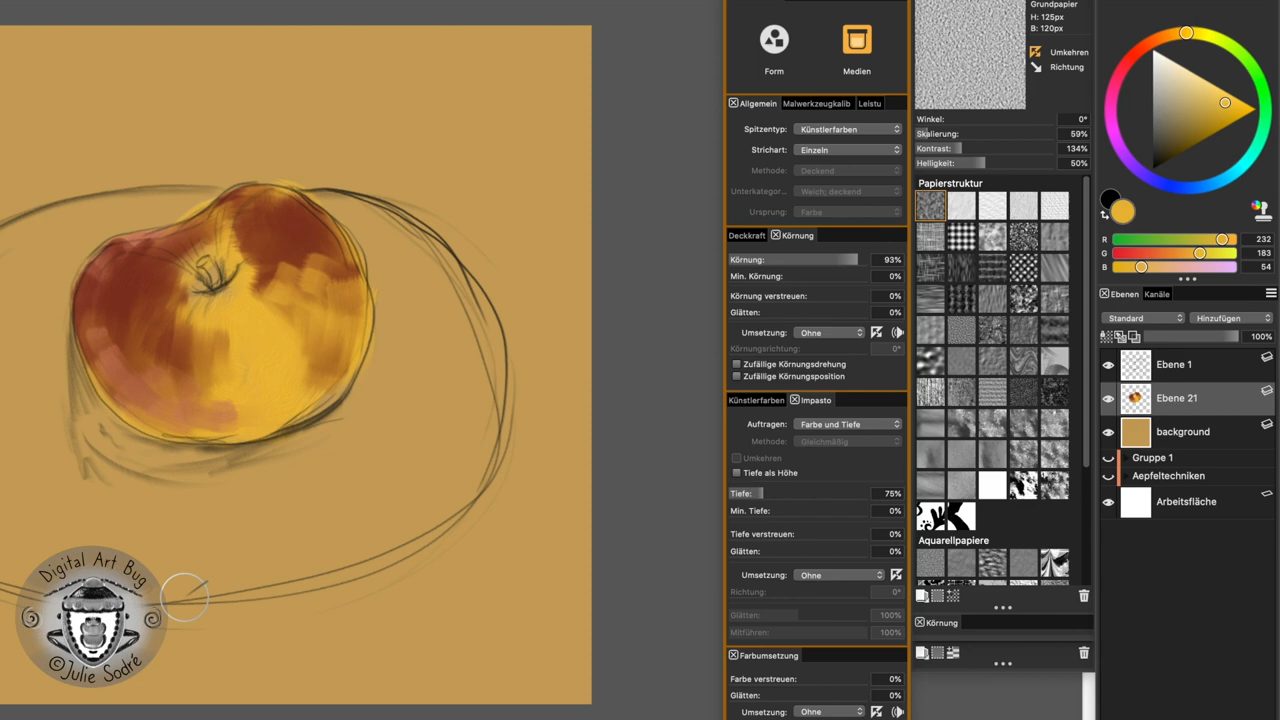 Digital Art Bug
©Julie Sodré
Form
Medien
Allgemein
Malwerkzeugkalib
Leistu
Spitzentyp: Künstlerfarben
Strichart: Einzeln
Methode: Deckend
Unterkategor... Weich; deckend
Ursprung: Farbe
Deckkraft
Körnung
Körnung: 93%
Min. Körnung: 0%
Körnung verstreuen: 0%
Glätten: 0%
Umsetzung: Ohne
Körnungsrichtung: 0°
Zufällige Körnungsdrehung
Zufällige Körnungsposition
Künstlerfarben
Impasto
Auftragen: Farbe und Tiefe
Methode: Gleichmäßig
Umkehren
Tiefe als Höhe
Tiefe: 75%
Min. Tiefe: 0%
Tiefe verstreuen: 0%
Glätten: 0%
Umsetzung: Ohne
Richtung: 0°
Glätten: 100%
Mitführen: 100%
Farbumsetzung
Farbe verstreuen: 0%
Glätten: 0%
Umsetzung: Ohne
Grundpapier
H: 125px
B: 120px
Umkehren
Richtung
Winkel: 0°
Skalierung: 59%
Kontrast: 134%
Helligkeit: 50%
Papierstruktur
Aquarellpapiere
Körnung
R 232
G 183
B 54
Ebenen
Kanäle
Standard
Hinzufügen
100%
Ebene 1
Ebene 21
background
Gruppe 1
Aepfeltechniken
Arbeitsfläche